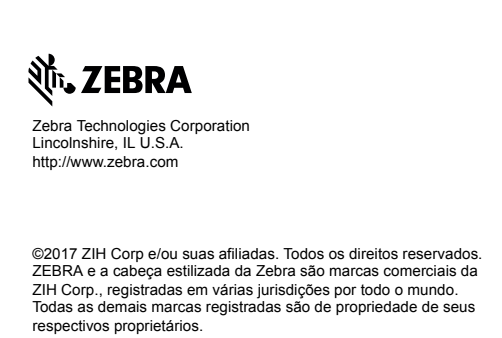 ZEBRA
Zebra Technologies Corporation
Lincolnshire, IL U.S.A.
http://www.zebra.com
©2017 ZIH Corp e/ou suas afiliadas. Todos os direitos reservados.
ZEBRA e a cabeça estilizada da Zebra são marcas comerciais da
ZIH Corp., registradas em várias jurisdições por todo o mundo.
Todas as demais marcas registradas são de propriedade de seus
respectivos proprietários.